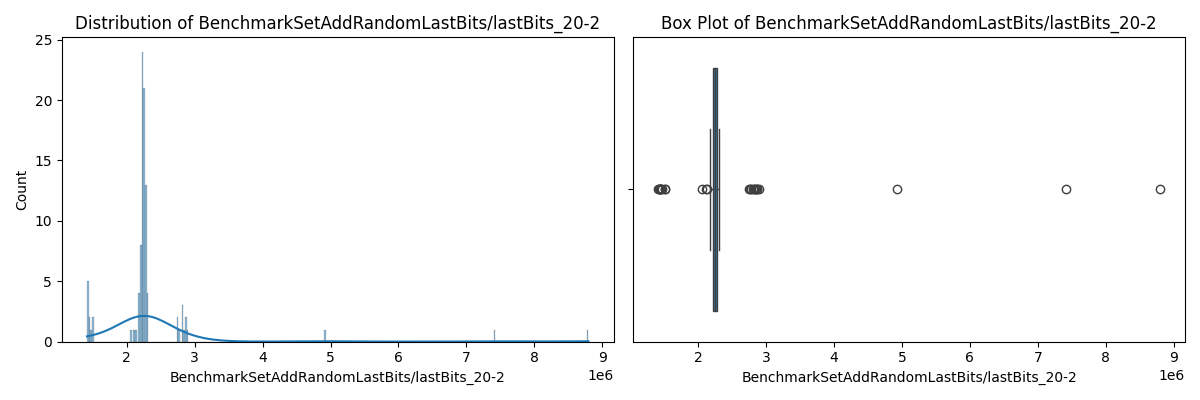 Distribution of BenchmarkSetAddRandomLastBits/lastBits_20-2
25
20
15
10
5
0
Count
2 3 4 5 6 7 8 9
1e6
BenchmarkSetAddRandomLastBits/lastBits_20-2
Box Plot of BenchmarkSetAddRandomLastBits/lastBits_20-2
2 3 4 5 6 7 8 9
1e6
BenchmarkSetAddRandomLastBits/lastBits_20-2